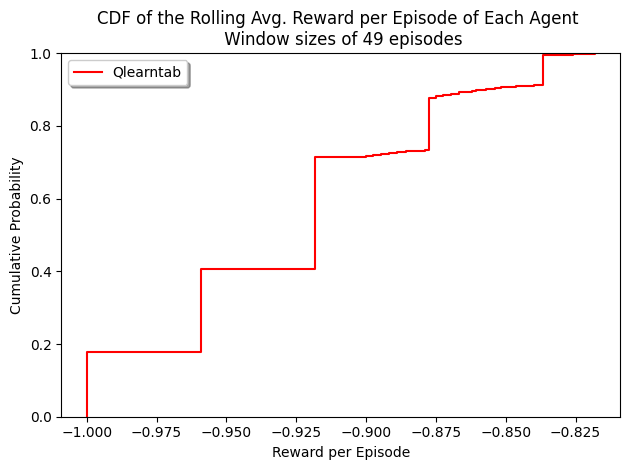 CDF of the Rolling Avg. Reward per Episode of Each Agent
Window sizes of 49 episodes
Qlearntab
Cumulative Probability
1.0
0.8
0.6
0.4
0.2
0.0
−1.000 −0.975 −0.950 −0.925 −0.900 −0.875 −0.850 −0.825
Reward per Episode